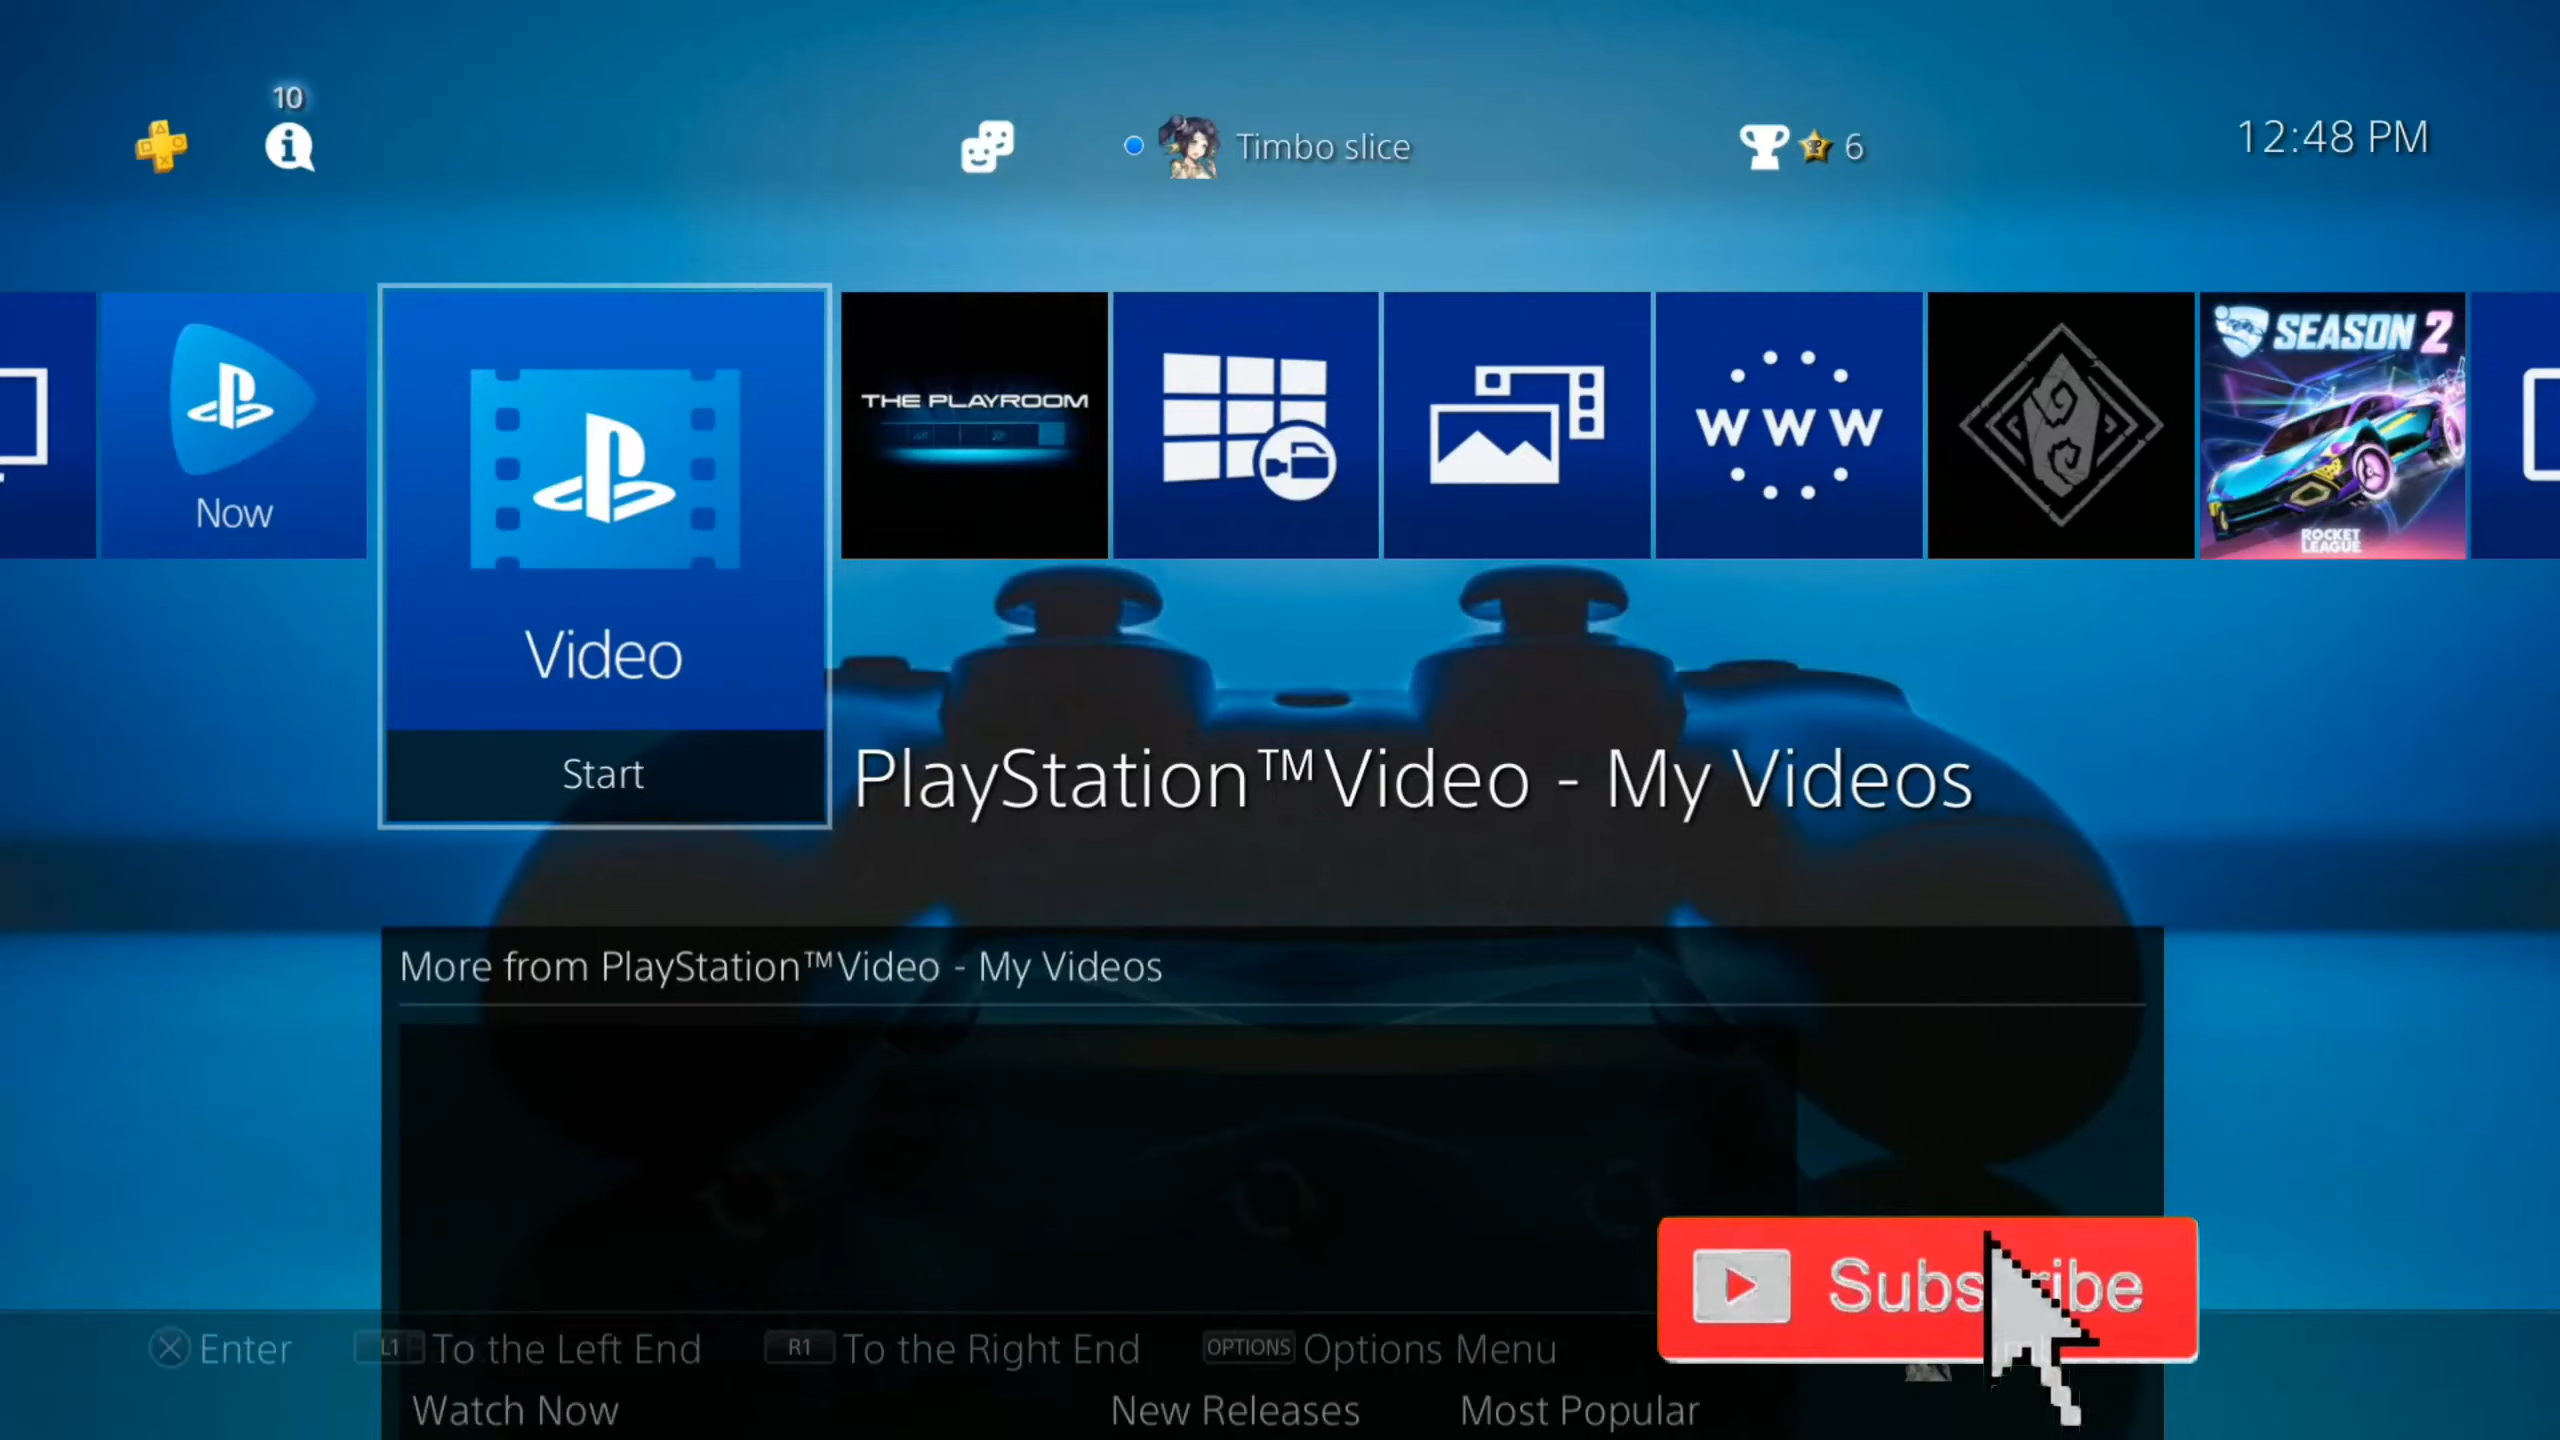 10
Timbo slice
6
12:48 PM
Now
Video
Start
THE PLAYROOM
WWW
SEASON 2
ROCKET
LEAGUE
PlayStation™Video - My Videos
More from PlayStation™Video - My Videos
Subscribe
Enter
L1 To the Left End
R1 To the Right End
OPTIONS Options Menu
Watch Now
New Releases
Most Popular